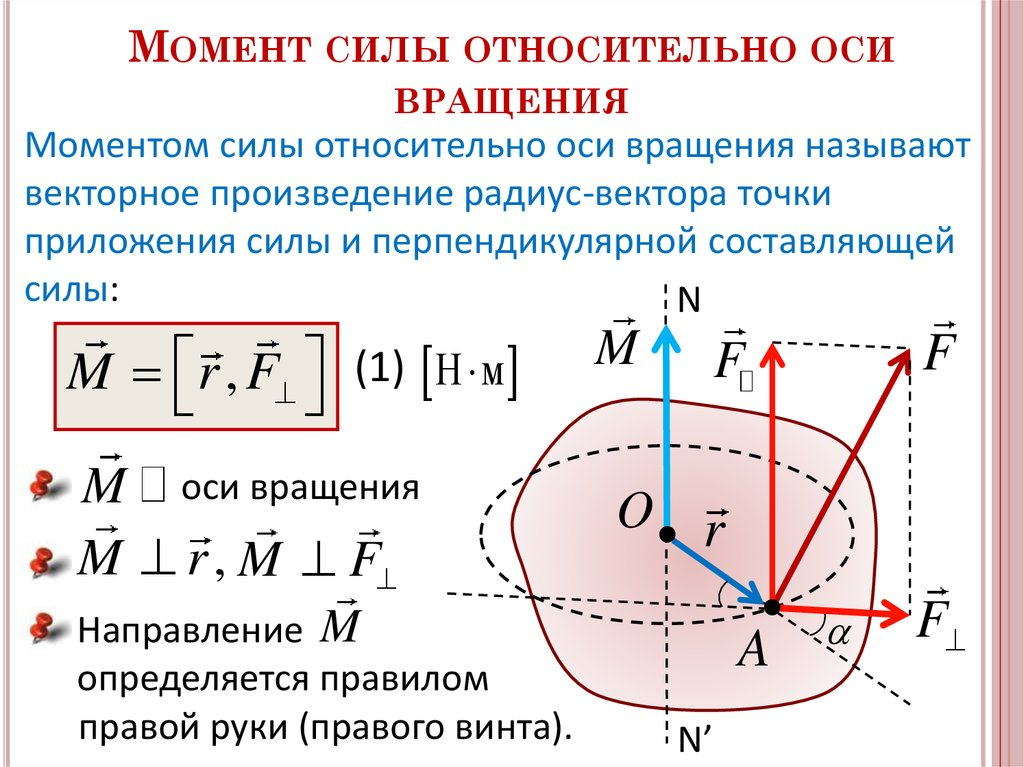 МОМЕНТ СИЛЫ ОТНОСИТЕЛЬНО ОСИ
ВРАЩЕНИЯ
Моментом силы относительно оси вращения называют
векторное произведение радиус-вектора точки
приложения силы и перпендикулярной составляющей
силы:
N
M⃗ = [r⃗, F⃗⊥] (1) [Н·м]
M⃗
F⃗□
F⃗
M⃗ □ оси вращения
O
r⃗
M⃗ ⊥ r⃗, M⃗ ⊥ F⃗⊥
Направление M⃗
определяется правилом
правой руки (правого винта).
A
α
F⃗⊥
N’